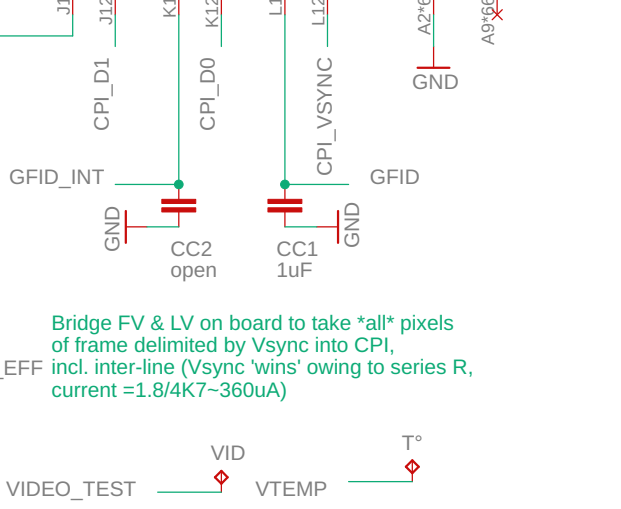 J1
J12
K1
K12
L1
L12
A2*6
A9*66
CPI_D1
CPI_D0
CPI_VSYNC
GND
GFID_INT
GFID
GND
GND
CC2
open
CC1
1uF
Bridge FV & LV on board to take *all* pixels
of frame delimited by Vsync into CPI,
_EFF incl. inter-line (Vsync 'wins' owing to series R,
current =1.8/4K7~360uA)
VID
T°
VIDEO_TEST
VTEMP